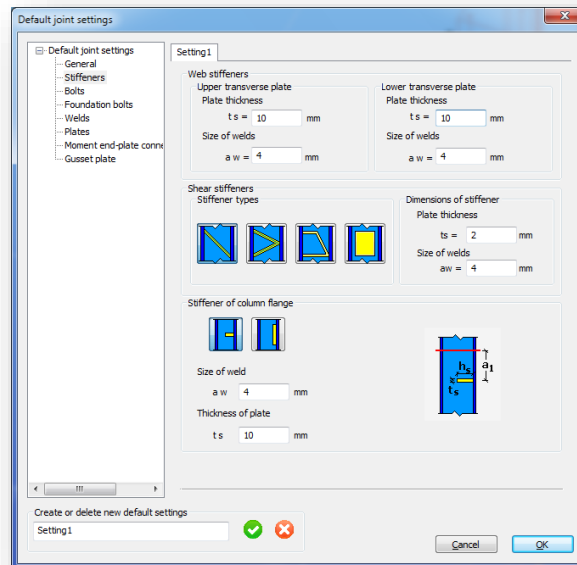 Default joint settings
Default joint settings
General
Stiffeners
Bolts
Foundation bolts
Welds
Plates
Moment end-plate conne
Gusset plate
Setting1
Web stiffeners
Upper transverse plate
Plate thickness
t s = 10 mm
Size of welds
a w = 4 mm
Lower transverse plate
Plate thickness
t s = 10 mm
Size of welds
a w = 4 mm
Shear stiffeners
Stiffener types
Dimensions of stiffener
Plate thickness
ts = 2 mm
Size of welds
aw = 4 mm
Stiffener of column flange
Size of weld
a w 4 mm
Thickness of plate
t s 10 mm
hs
a1
ts
Create or delete new default settings
Setting1
Cancel
OK